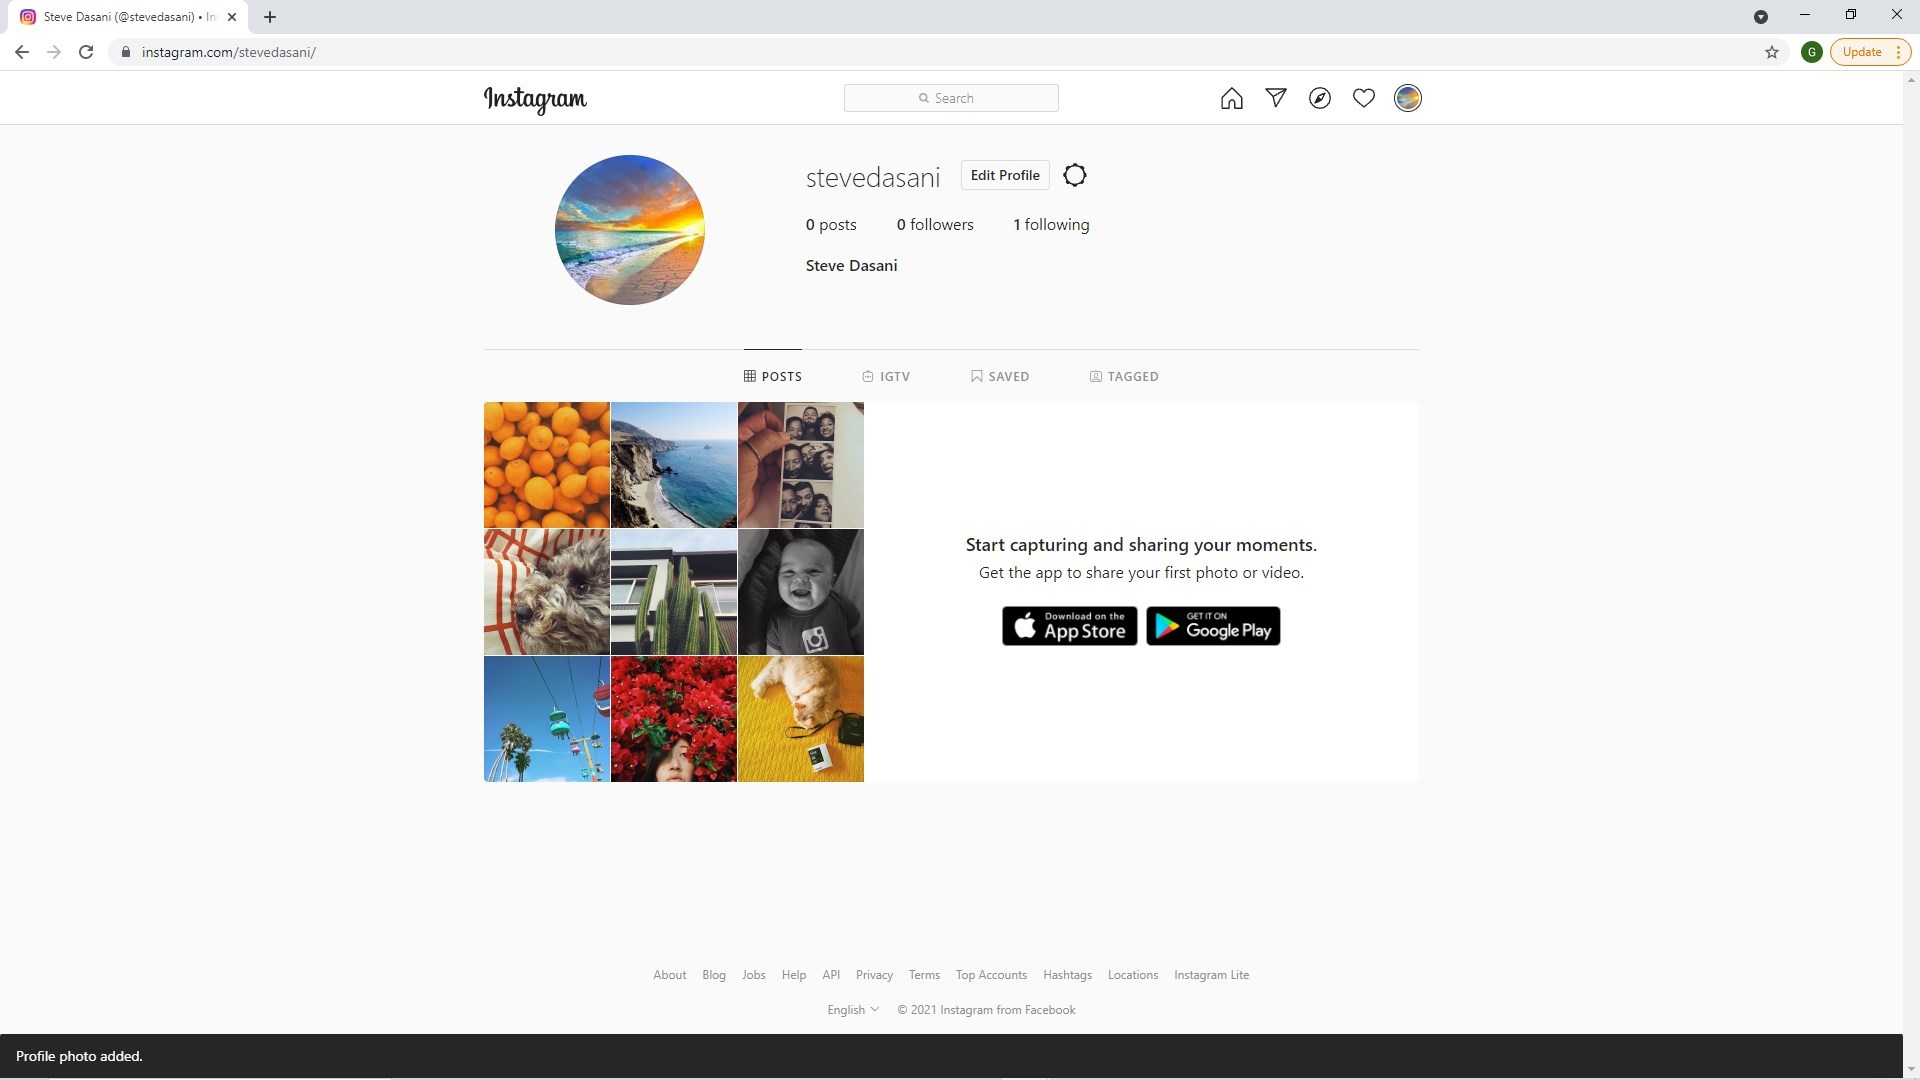 Steve Dasani (@stevedasani) • In
instagram.com/stevedasani/
G
Update
Instagram
Search
stevedasani
Edit Profile
0 posts
0 followers
1 following
Steve Dasani
POSTS
IGTV
SAVED
TAGGED
Start capturing and sharing your moments.
Get the app to share your first photo or video.
Download on the
App Store
GET IT ON
Google Play
About
Blog
Jobs
Help
API
Privacy
Terms
Top Accounts
Hashtags
Locations
Instagram Lite
English
© 2021 Instagram from Facebook
Profile photo added.